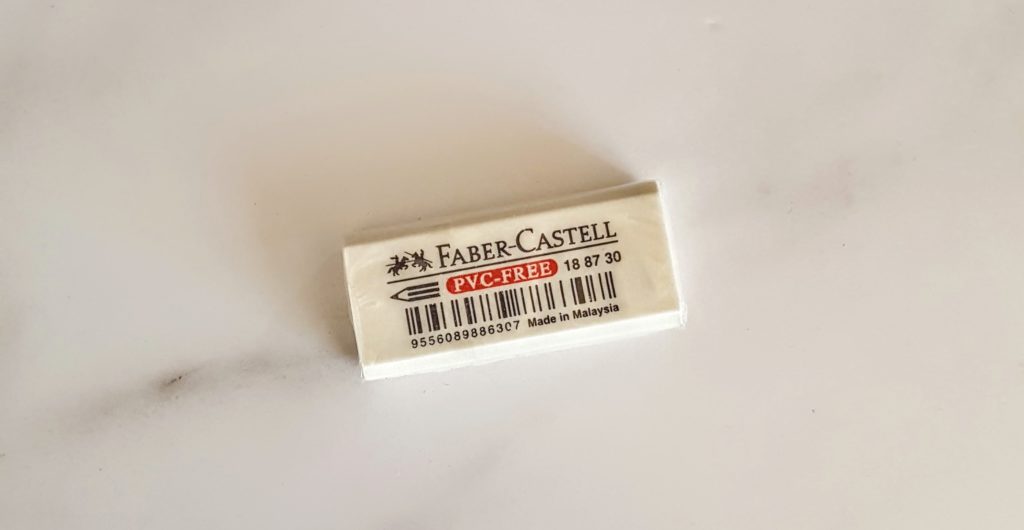 FABER-CASTELL
PVC-FREE 18 87 30
9556089886307 Made in Malaysia